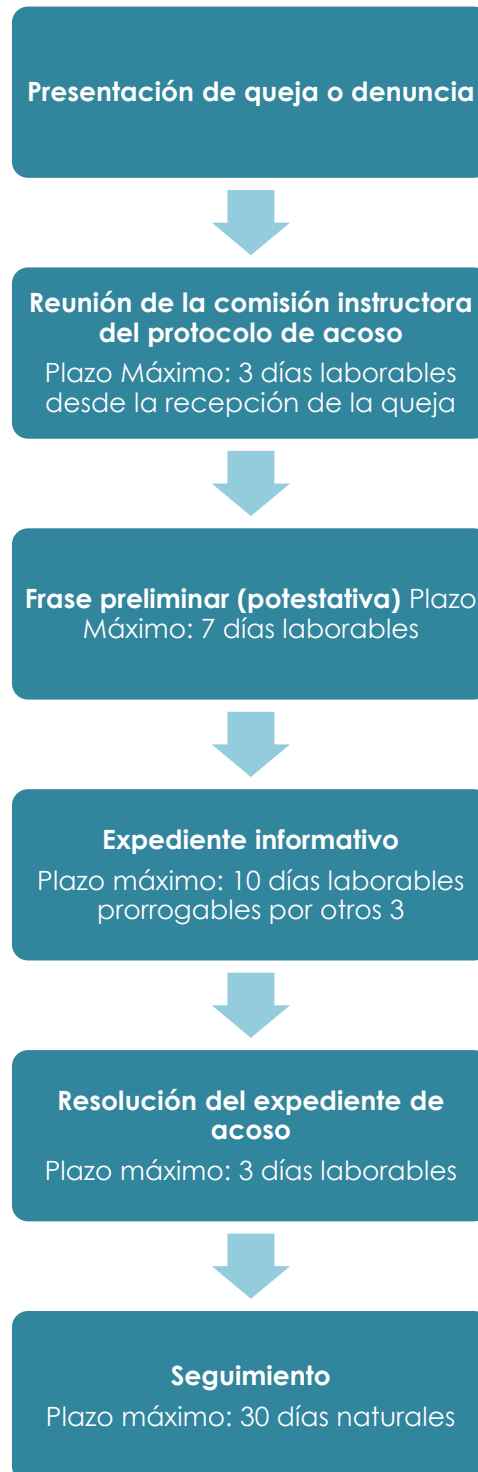 Presentación de queja o denuncia
Reunión de la comisión instructora
del protocolo de acoso
Plazo Máximo: 3 días laborables
desde la recepción de la queja
Frase preliminar (potestativa) Plazo
Máximo: 7 días laborables
Expediente informativo
Plazo máximo: 10 días laborables
prorrogables por otros 3
Resolución del expediente de
acoso
Plazo máximo: 3 días laborables
Seguimiento
Plazo máximo: 30 días naturales